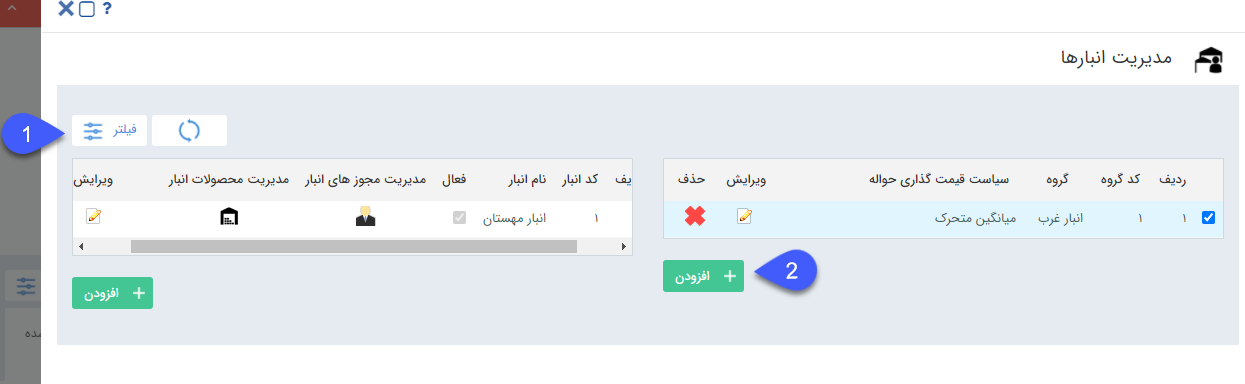 ?
مدیریت انبارها
1
فیلتر
ردیف کد گروه گروه سیاست قیمت گذاری حواله ویرایش حذف
۱ ۱ انبار غرب میانگین متحرک
یف کد انبار نام انبار فعال مدیریت مجوز های انبار مدیریت محصولات انبار ویرایش
۱ انبار مهستان
+ افزودن
2
+ افزودن
شده